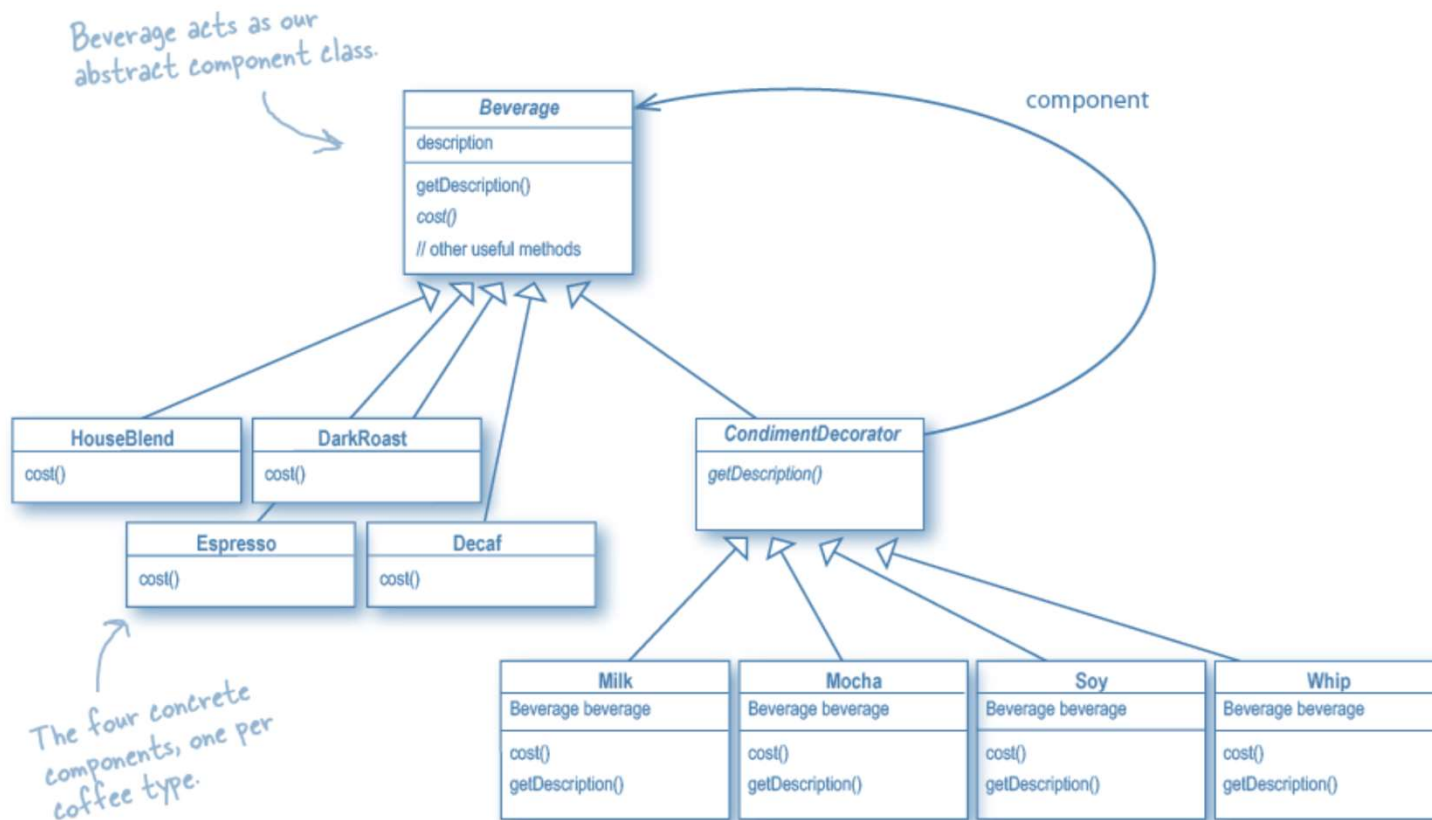 Beverage acts as our
abstract component class.
Beverage
description
getDescription()
cost()
// other useful methods
component
HouseBlend
cost()
DarkRoast
cost()
CondimentDecorator
getDescription()
Espresso
cost()
Decaf
cost()
The four concrete
components, one per
coffee type.
Milk
Beverage beverage
cost()
getDescription()
Mocha
Beverage beverage
cost()
getDescription()
Soy
Beverage beverage
cost()
getDescription()
Whip
Beverage beverage
cost()
getDescription()